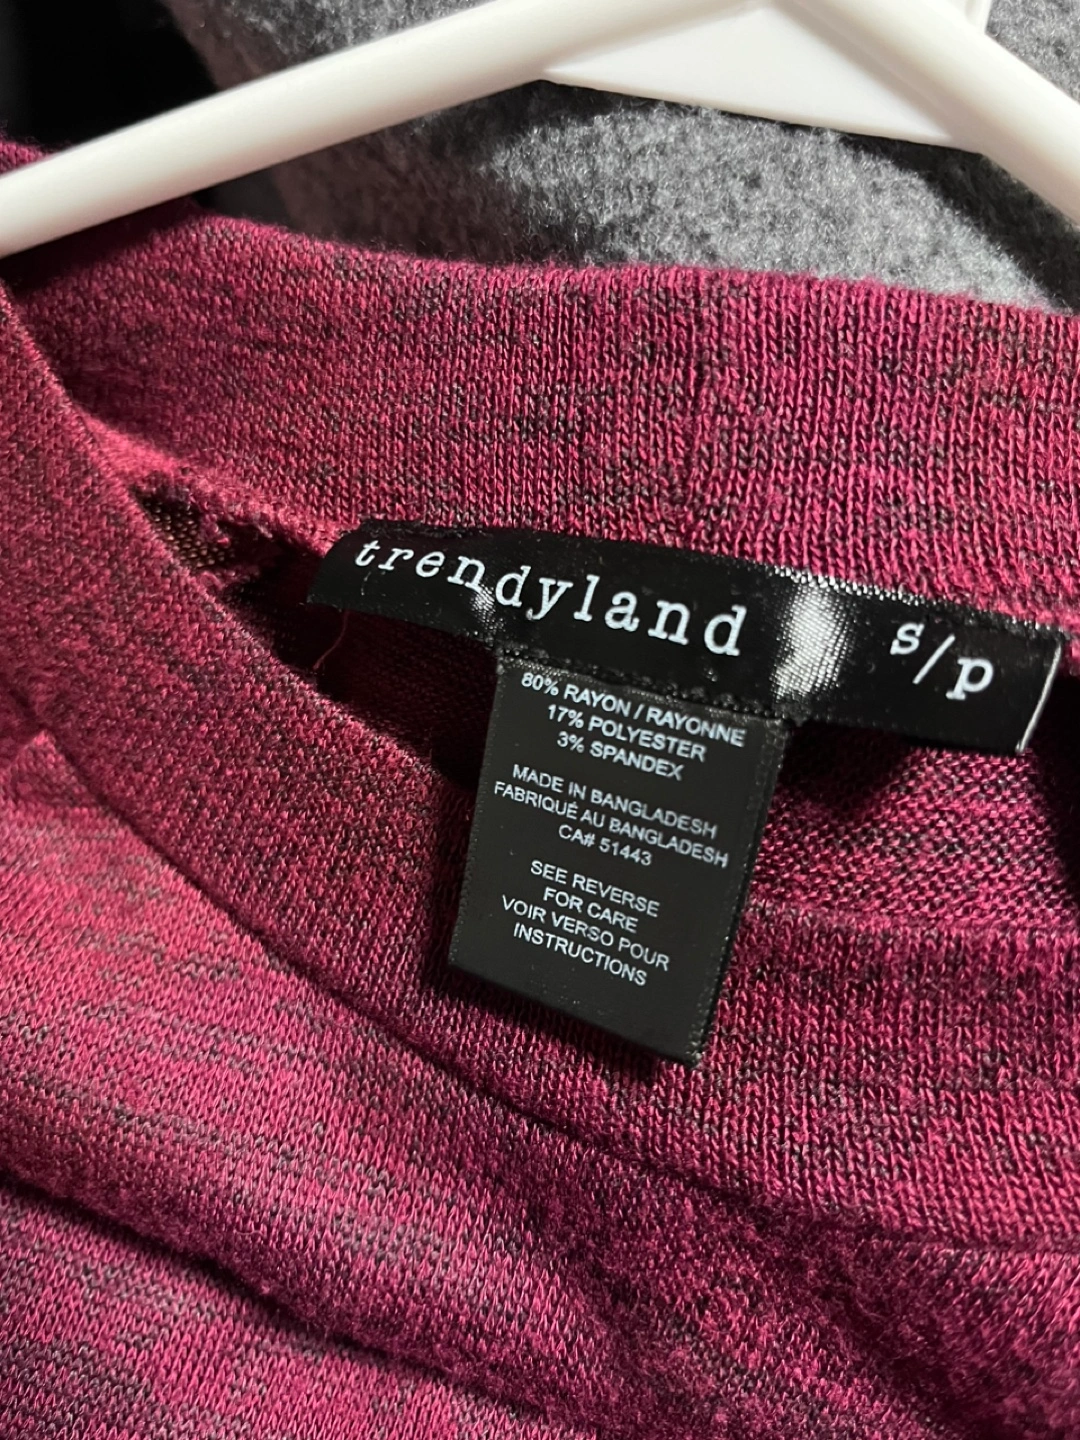 trendyland s/p
80% RAYON / RAYONNE
17% POLYESTER
3% SPANDEX
MADE IN BANGLADESH
FABRIQUÉ AU BANGLADESH
CA# 51443
SEE REVERSE
FOR CARE
VOIR VERSO POUR
INSTRUCTIONS